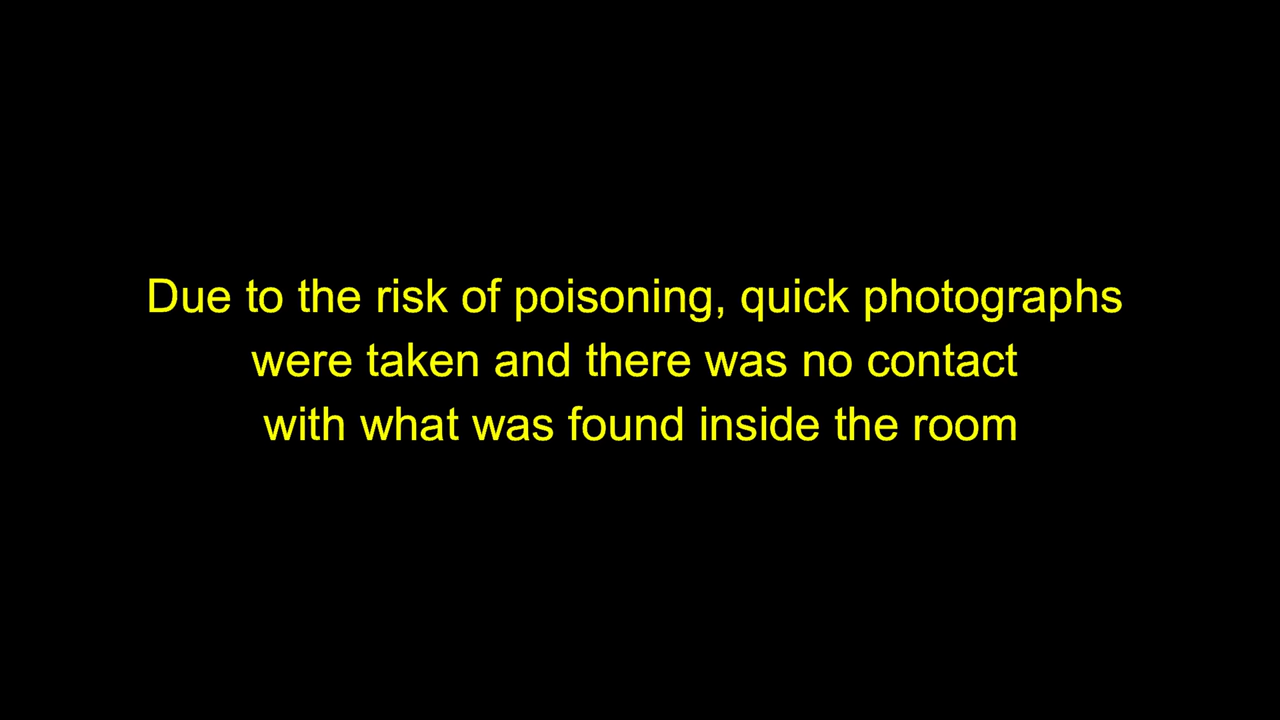 Due to the risk of poisoning, quick photographs
were taken and there was no contact
with what was found inside the room